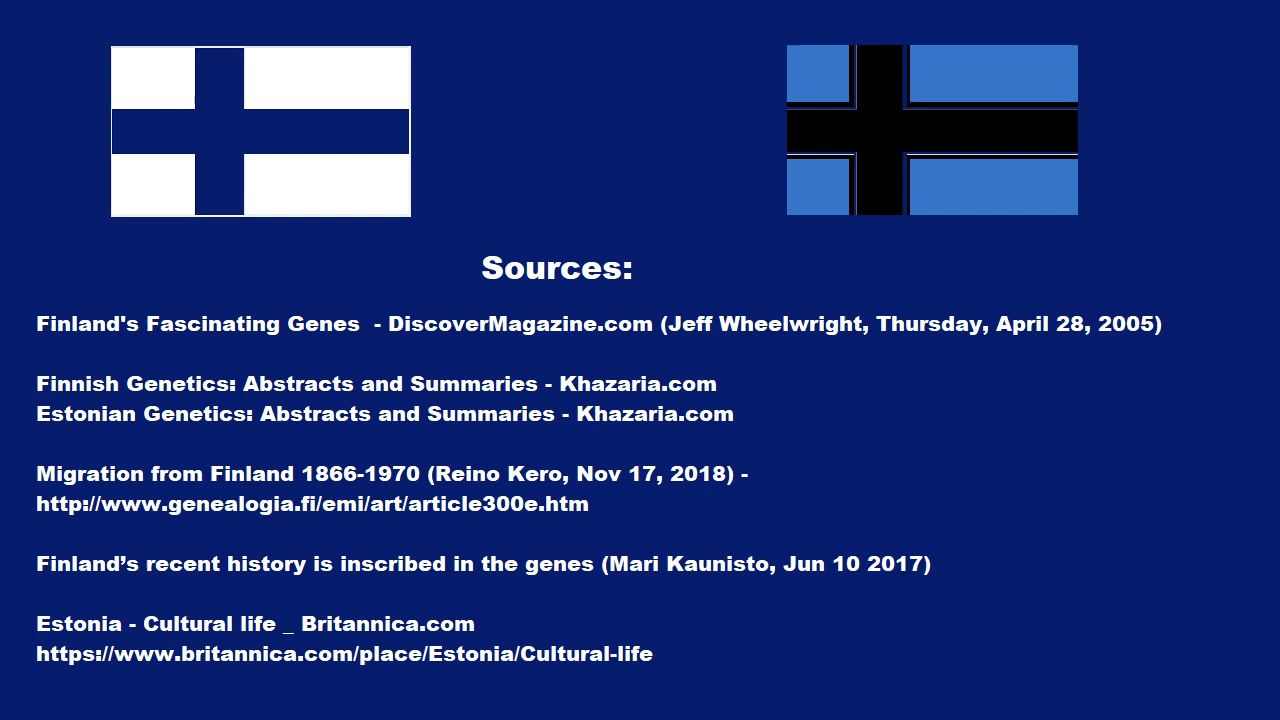 Sources:
Finland's Fascinating Genes  - DiscoverMagazine.com (Jeff Wheelwright, Thursday, April 28, 2005)
Finnish Genetics: Abstracts and Summaries - Khazaria.com
Estonian Genetics: Abstracts and Summaries - Khazaria.com
Migration from Finland 1866-1970 (Reino Kero, Nov 17, 2018) -
http://www.genealogia.fi/emi/art/article300e.htm
Finland’s recent history is inscribed in the genes (Mari Kaunisto, Jun 10 2017)
Estonia - Cultural life _ Britannica.com
https://www.britannica.com/place/Estonia/Cultural-life